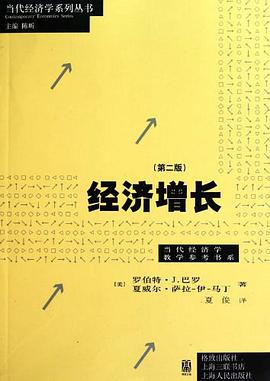 当代经济学系列丛书
Contemporary Economics Series
主编 陈昕
(第二版)
经济增长
当代经济学
教学参考书系
[美] 罗伯特·J.巴罗 著
夏威尔·萨拉-伊-马丁
夏俊 译
格致出版社
上海三联书店
上海人民出版社